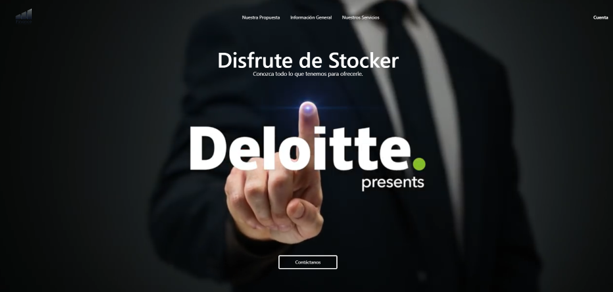 Nuestra Propuesta Información General Nuestros Servicios Cuenta
Disfrute de Stocker
Conozca todo lo que tenemos para ofrecerle.
Deloitte.
presents
Contáctanos